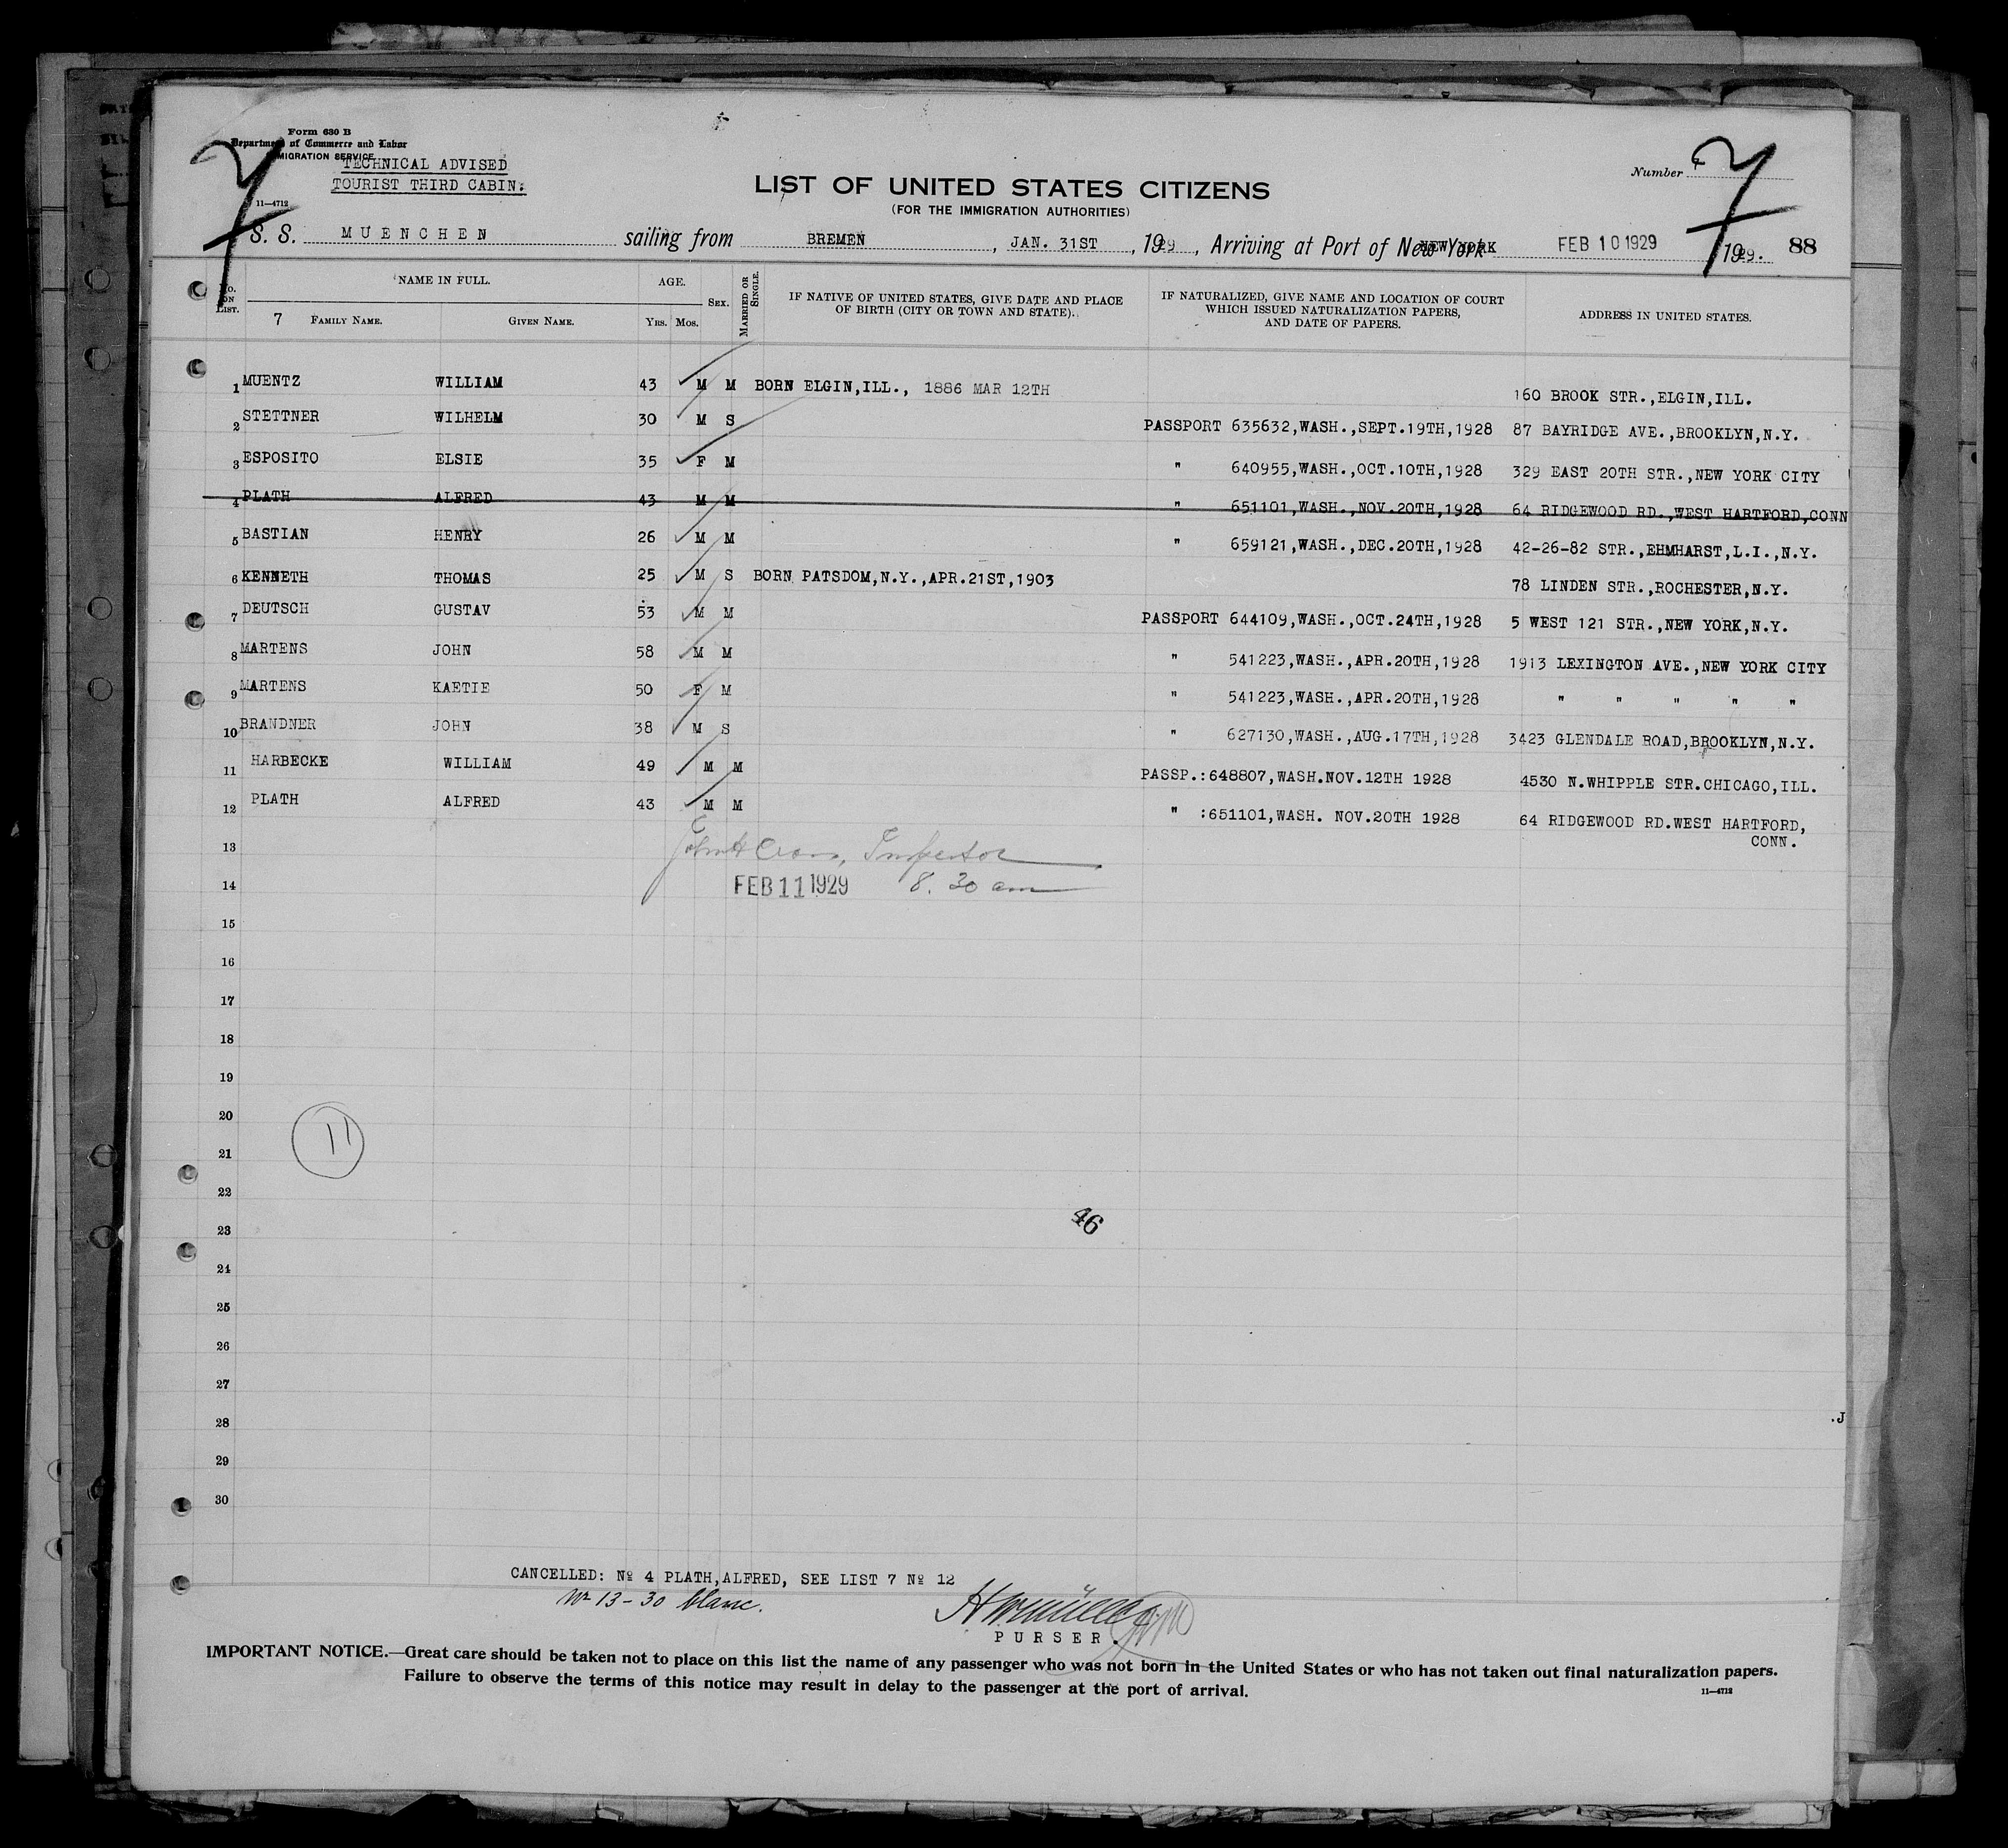 Form 630 B
Department of Commerce and Labor
IMMIGRATION SERVICE
TECHNICAL ADVISED
TOURIST THIRD CABIN.
11—4712
7
7
Number 7
LIST OF UNITED STATES CITIZENS
(FOR THE IMMIGRATION AUTHORITIES)
S. S. MUENCHEN sailing from BREMEN, JAN. 31ST, 1929, Arriving at Port of New York NEW YORK FEB 10 1929 1929. 88
No. on List. NAME IN FULL. AGE. Sex. Married or Single. IF NATIVE OF UNITED STATES, GIVE DATE AND PLACE OF BIRTH (CITY OR TOWN AND STATE). IF NATURALIZED, GIVE NAME AND LOCATION OF COURT WHICH ISSUED NATURALIZATION PAPERS, AND DATE OF PAPERS. ADDRESS IN UNITED STATES.
7 Family Name. Given Name. Yrs. Mos.
1 MUENTZ WILLIAM 43 M M BORN ELGIN,ILL., 1886 MAR 12TH 160 BROOK STR.,ELGIN,ILL.
2 STETTNER WILHELM 30 M S PASSPORT 635632,WASH.,SEPT.19TH,1928 87 BAYRIDGE AVE.,BROOKLYN,N.Y.
3 ESPOSITO ELSIE 35 F M " 640955,WASH.,OCT.10TH,1928 329 EAST 20TH STR.,NEW YORK CITY
4 PLATH ALFRED 43 M M " 651101,WASH.,NOV.20TH,1928 64 RIDGEWOOD RD.,WEST HARTFORD,CONN
5 BASTIAN HENRY 26 M M " 659121,WASH.,DEC.20TH,1928 42-26-82 STR.,EHMHARST,L.I.,N.Y.
6 KENNETH THOMAS 25 M S BORN PATSDOM,N.Y.,APR.21ST,1903 78 LINDEN STR.,ROCHESTER,N.Y.
7 DEUTSCH GUSTAV 53 M M PASSPORT 644109,WASH.,OCT.24TH,1928 5 WEST 121 STR.,NEW YORK,N.Y.
8 MARTENS JOHN 58 M M " 541223,WASH.,APR.20TH,1928 1913 LEXINGTON AVE.,NEW YORK CITY
9 MARTENS KAETIE 50 F M " 541223,WASH.,APR.20TH,1928 " " " " "
10 BRANDNER JOHN 38 M S " 627130,WASH.,AUG.17TH,1928 3423 GLENDALE ROAD,BROOKLYN,N.Y.
11 HARBECKE WILLIAM 49 M M PASSP.:648807,WASH.NOV.12TH 1928 4530 N.WHIPPLE STR.CHICAGO,ILL.
12 PLATH ALFRED 43 M M " :651101,WASH. NOV.20TH 1928 64 RIDGEWOOD RD.WEST HARTFORD,
CONN.
13 John H Inspector
14 FEB 11 1929 8.30 am
15
16
17
18
19
20
11
21
22
23
46
24
25
26
27
28
29
30
CANCELLED: Nº 4 PLATH,ALFRED, SEE LIST 7 Nº 12
Nr 13-30 blanc.
PURSER.
IMPORTANT NOTICE.—Great care should be taken not to place on this list the name of any passenger who was not born in the United States or who has not taken out final naturalization papers.
Failure to observe the terms of this notice may result in delay to the passenger at the port of arrival.
11—4712